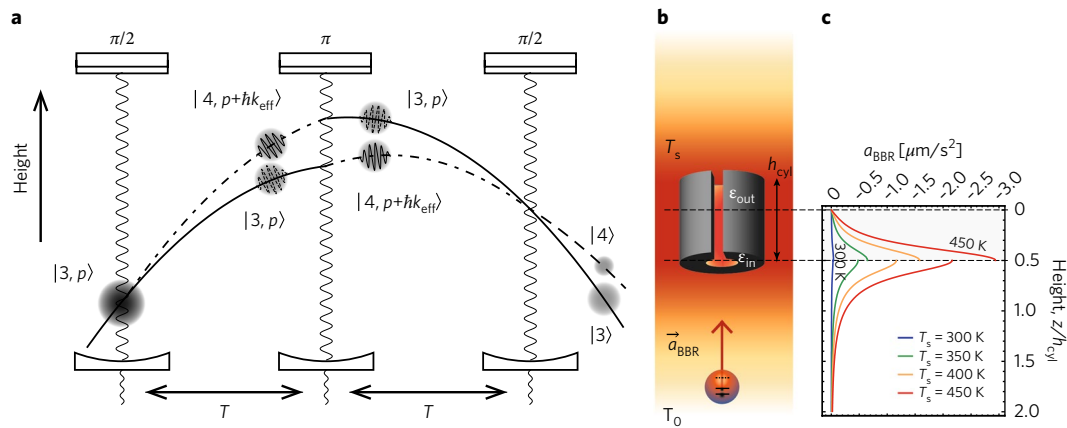 a
π/2
π
π/2
Height
|4, p+ħk_eff⟩
|3, p⟩
|3, p⟩
|4, p+ħk_eff⟩
|3, p⟩
|4⟩
|3⟩
T
T
b
T_s
h_cyl
ε_out
ε_in
a⃗_BBR
T_0
c
a_BBR [μm/s²]
0
-0.5
-1.0
-1.5
-2.0
-2.5
-3.0
450 K
300 K
T_s = 300 K
T_s = 350 K
T_s = 400 K
T_s = 450 K
0
0.5
1.0
1.5
2.0
Height, z/h_cyl